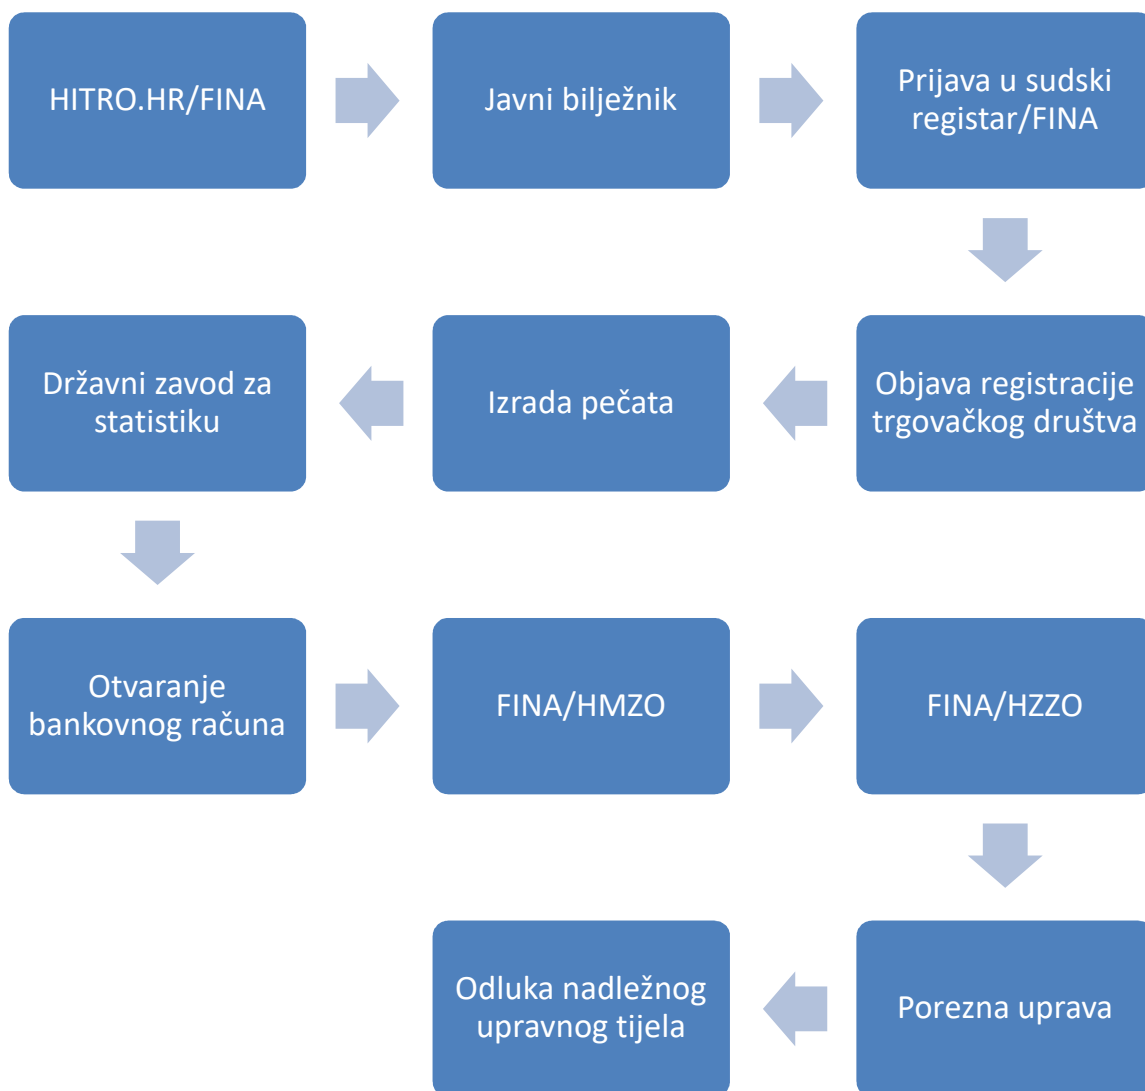 HITRO.HR/FINA
Javni bilježnik
Prijava u sudski
registar/FINA
Objava registracije
trgovačkog društva
Izrada pečata
Državni zavod za
statistiku
Otvaranje
bankovnog računa
FINA/HMZO
FINA/HZZO
Porezna uprava
Odluka nadležnog
upravnog tijela